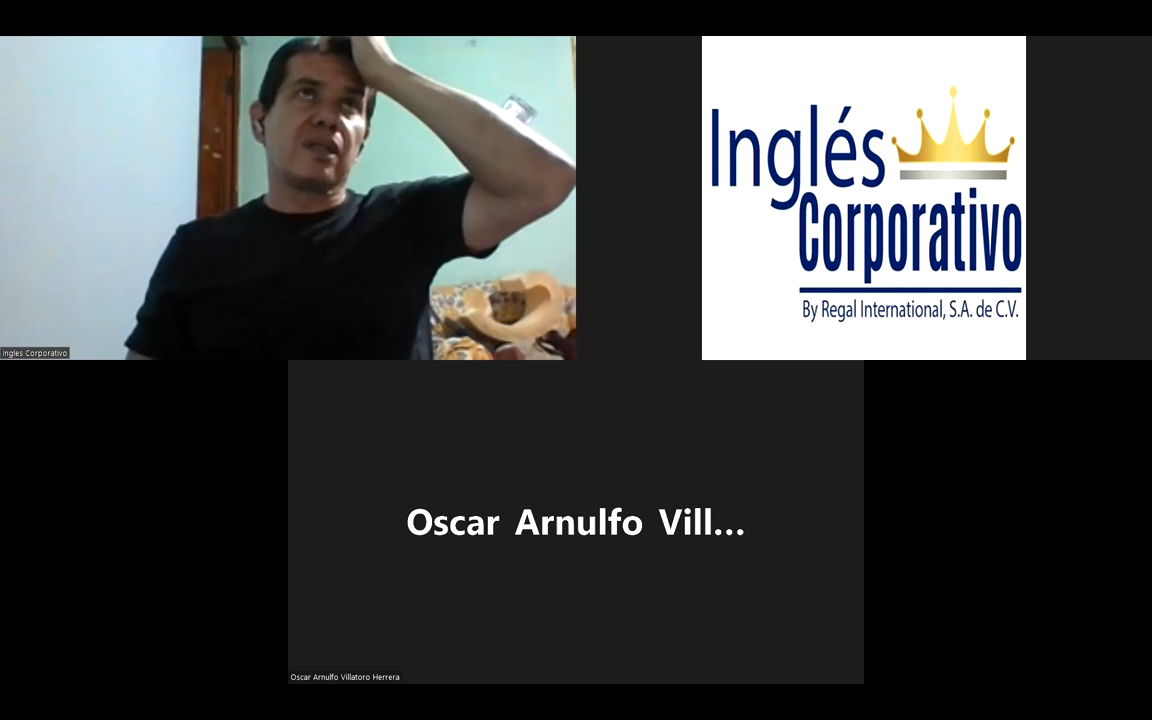 Ingles Corporativo
Inglés
Corporativo
By Regal International, S.A. de C.V.
Oscar Arnulfo Vill...
Oscar Arnulfo Villatoro Herrera